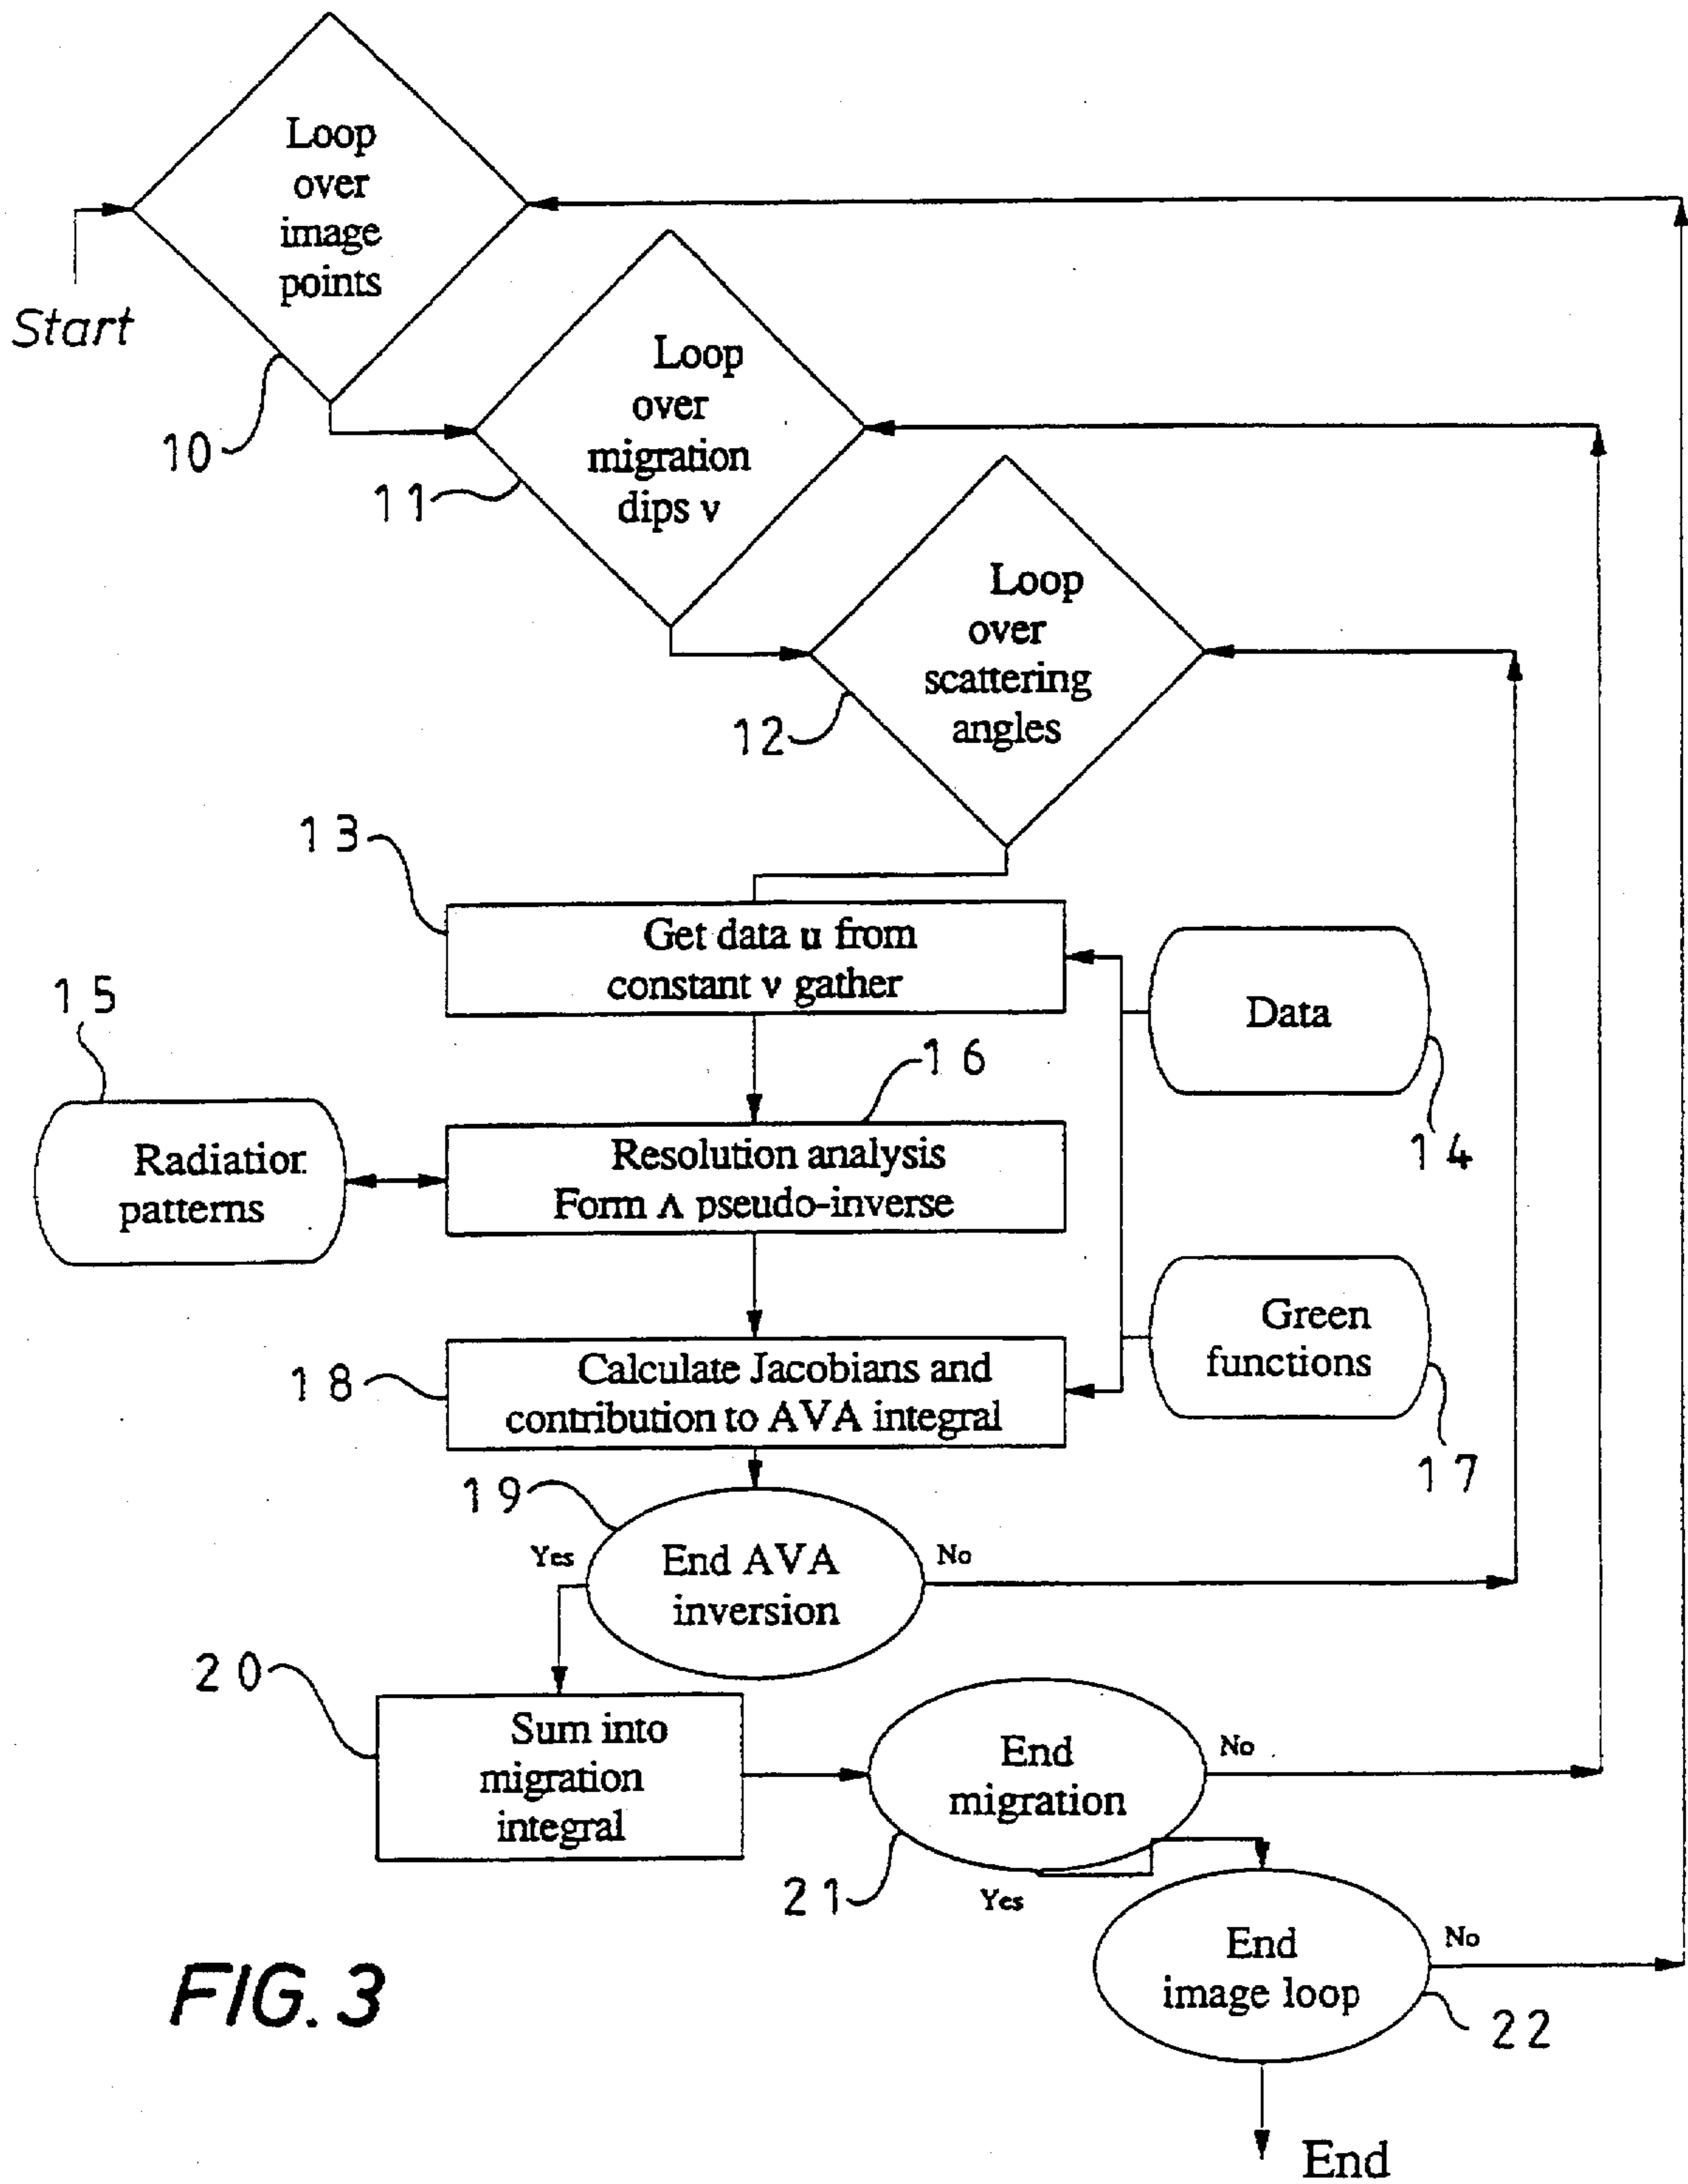 Loop
over
image
points
Start
10
Loop
over
migration
dips ν
11
Loop
over
scattering
angles
12
13
Get data u from
constant ν gather
Data
14
15
Radiation
patterns
16
Resolution analysis
Form Λ pseudo-inverse
Green
functions
17
18
Calculate Jacobians and
contribution to AVA integral
19
Yes
End AVA
inversion
No
20
Sum into
migration
integral
End
migration
No
21
Yes
End
image loop
No
22
FIG. 3
End